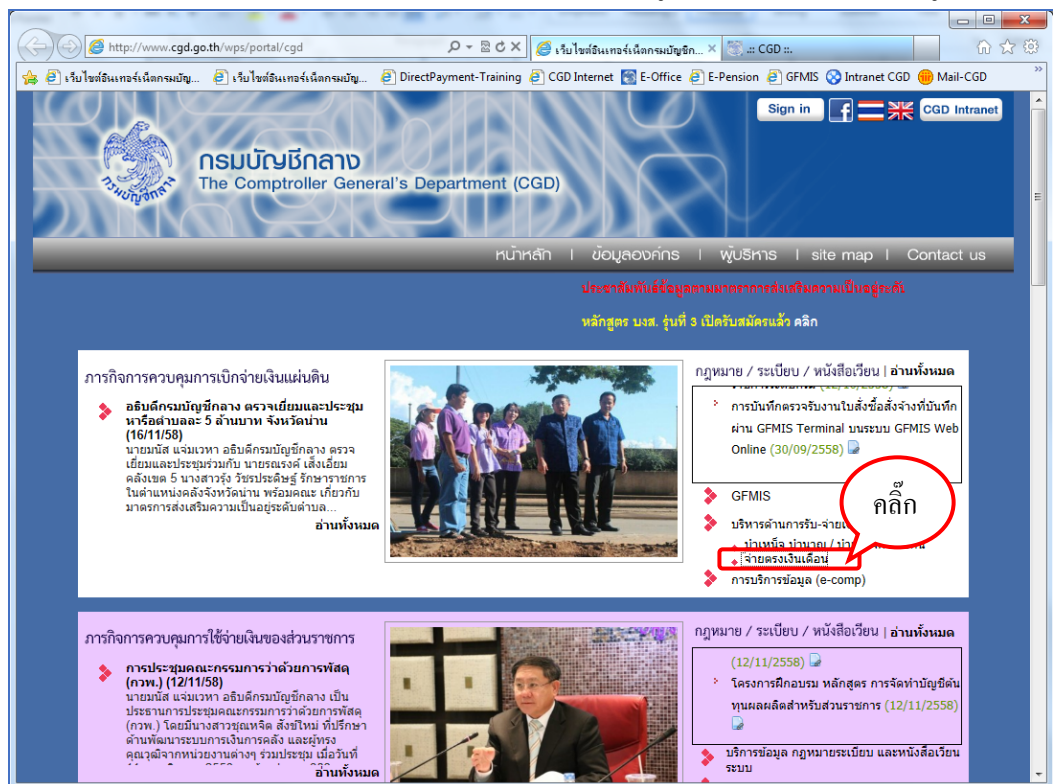 http://www.cgd.go.th/wps/portal/cgd
เว็บไซต์อินเทอร์เน็ตกรมบัญชิก...
.:: CGD ::.
เว็บไซต์อินเทอร์เน็ตกรมบัญ...
เว็บไซต์อินเทอร์เน็ตกรมบัญ...
DirectPayment-Training
CGD Internet
E-Office
E-Pension
GFMIS
Intranet CGD
Mail-CGD
Sign in
CGD Intranet
กรมบัญชีกลาง
กรมบัญชีกลาง
The Comptroller General's Department (CGD)
หน้าหลัก | ข้อมูลองค์กร | ผู้บริหาร | site map | Contact us
ประชาสัมพันธ์ข้อมูลตามมาตราการส่งเสริมความเป็นอยู่ระดับ
หลักสูตร บงส. รุ่นที่ 3 เปิดรับสมัครแล้ว คลิก
ภารกิจการควบคุมการเบิกจ่ายเงินแผ่นดิน
อธิบดีกรมบัญชีกลาง ตรวจเยี่ยมและประชุม
หารือตำบลละ 5 ล้านบาท จังหวัดน่าน
(16/11/58)
นายมนัส แจ่มเวหา อธิบดีกรมบัญชีกลาง ตรวจ
เยี่ยมและประชุมร่วมกับ นายรณรงค์ เส็งเอี่ยม
คลังเขต 5 นางสาวรุ่ง วัชรประดิษฐ์ รักษาราชการ
ในตำแหน่งคลังจังหวัดน่าน พร้อมคณะ เกี่ยวกับ
มาตรการส่งเสริมความเป็นอยู่ระดับตำบล...
อ่านทั้งหมด
กฎหมาย / ระเบียบ / หนังสือเวียน | อ่านทั้งหมด
การบันทึกตรวจรับงานใบสั่งซื้อสั่งจ้างที่บันทึก
ผ่าน GFMIS Terminal บนระบบ GFMIS Web
Online (30/09/2558)
GFMIS
บริหารด้านการรับ-จ่ายเ
บำเหน็จ บำนาญ /
จ่ายตรงเงินเดือน
การบริการข้อมูล (e-comp)
คลิ๊ก
ภารกิจการควบคุมการใช้จ่ายเงินของส่วนราชการ
การประชุมคณะกรรมการว่าด้วยการพัสดุ
(กวพ.) (12/11/58)
นายมนัส แจ่มเวหา อธิบดีกรมบัญชีกลาง เป็น
ประธานการประชุมคณะกรรมการว่าด้วยการพัสดุ
(กวพ.) โดยมีนางสาวชุณหจิต สังข์ใหม่ ที่ปรึกษา
ด้านพัฒนาระบบการเงินการคลัง และผู้ทรง
คุณวุฒิจากหน่วยงานต่างๆ ร่วมประชุม เมื่อวันที่
อ่านทั้งหมด
กฎหมาย / ระเบียบ / หนังสือเวียน | อ่านทั้งหมด
(12/11/2558)
โครงการฝึกอบรม หลักสูตร การจัดทำบัญชีต้น
ทุนผลผลิตสำหรับส่วนราชการ (12/11/2558)
บริการข้อมูล กฎหมายระเบียบ และหนังสือเวียน
ระบบ